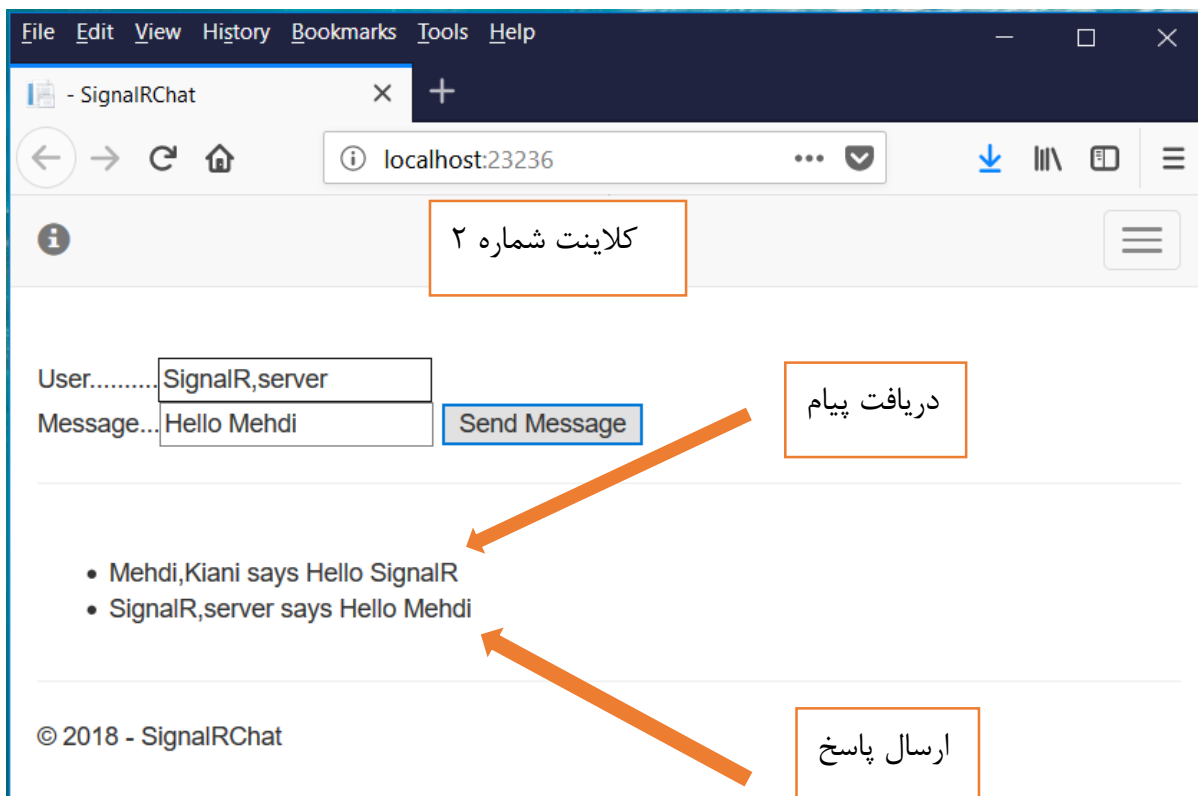 File Edit View History Bookmarks Tools Help
- SignalRChat
localhost:23236
کلاینت شماره ۲
User..........SignalR,server
دریافت پیام
Message...Hello Mehdi Send Message
Mehdi,Kiani says Hello SignalR
SignalR,server says Hello Mehdi
© 2018 - SignalRChat
ارسال پاسخ